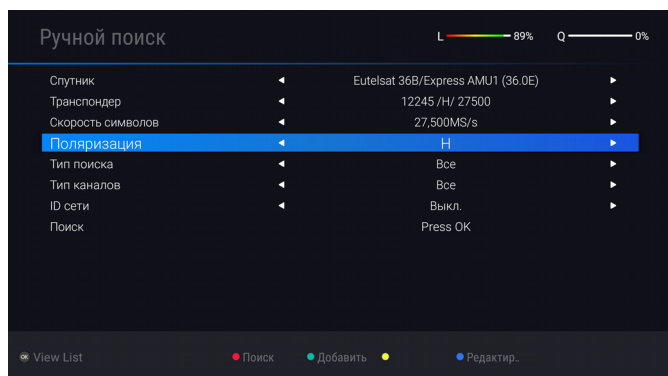 Ручной поиск L 89% Q 0%
Спутник Eutelsat 36B/Express AMU1 (36.0E)
Транспондер 12245 /H/ 27500
Скорость символов 27,500MS/s
Поляризация H
Тип поиска Все
Тип каналов Все
ID сети Выкл.
Поиск Press OK
OK View List Поиск Добавить Редактир..